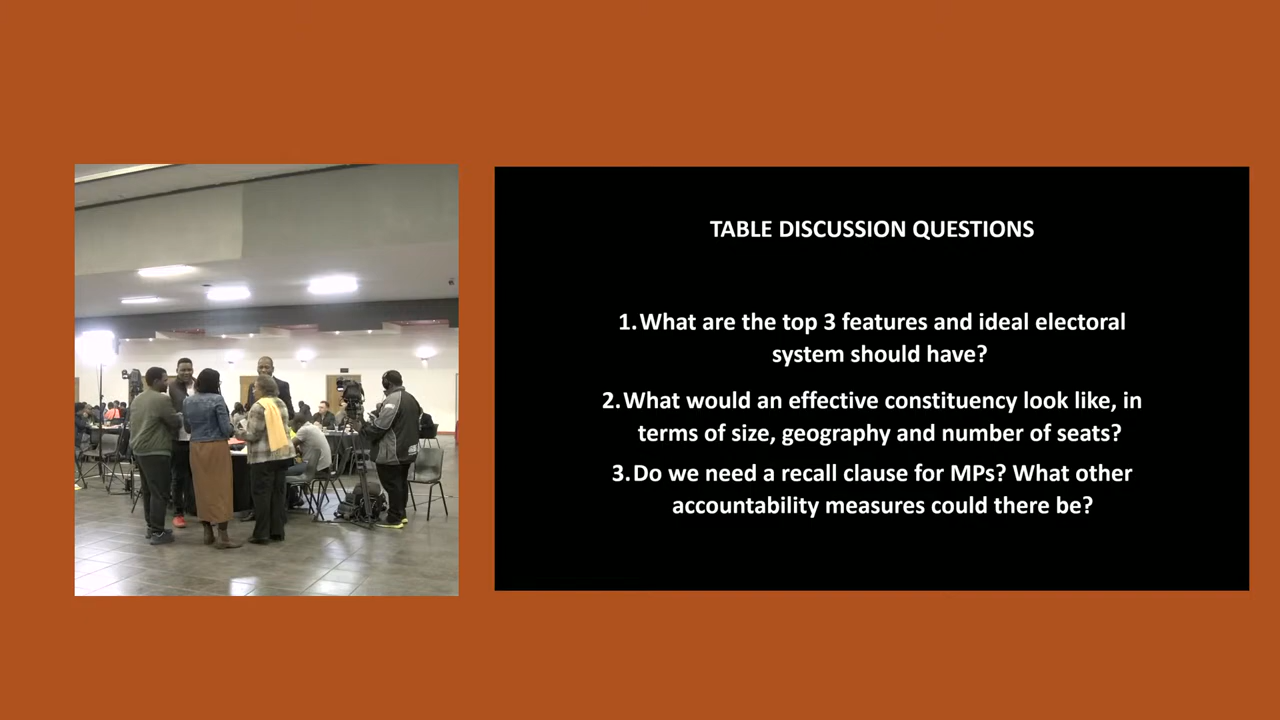 TABLE DISCUSSION QUESTIONS
1.What are the top 3 features and ideal electoral
system should have?
2.What would an effective constituency look like, in
terms of size, geography and number of seats?
3.Do we need a recall clause for MPs? What other
accountability measures could there be?